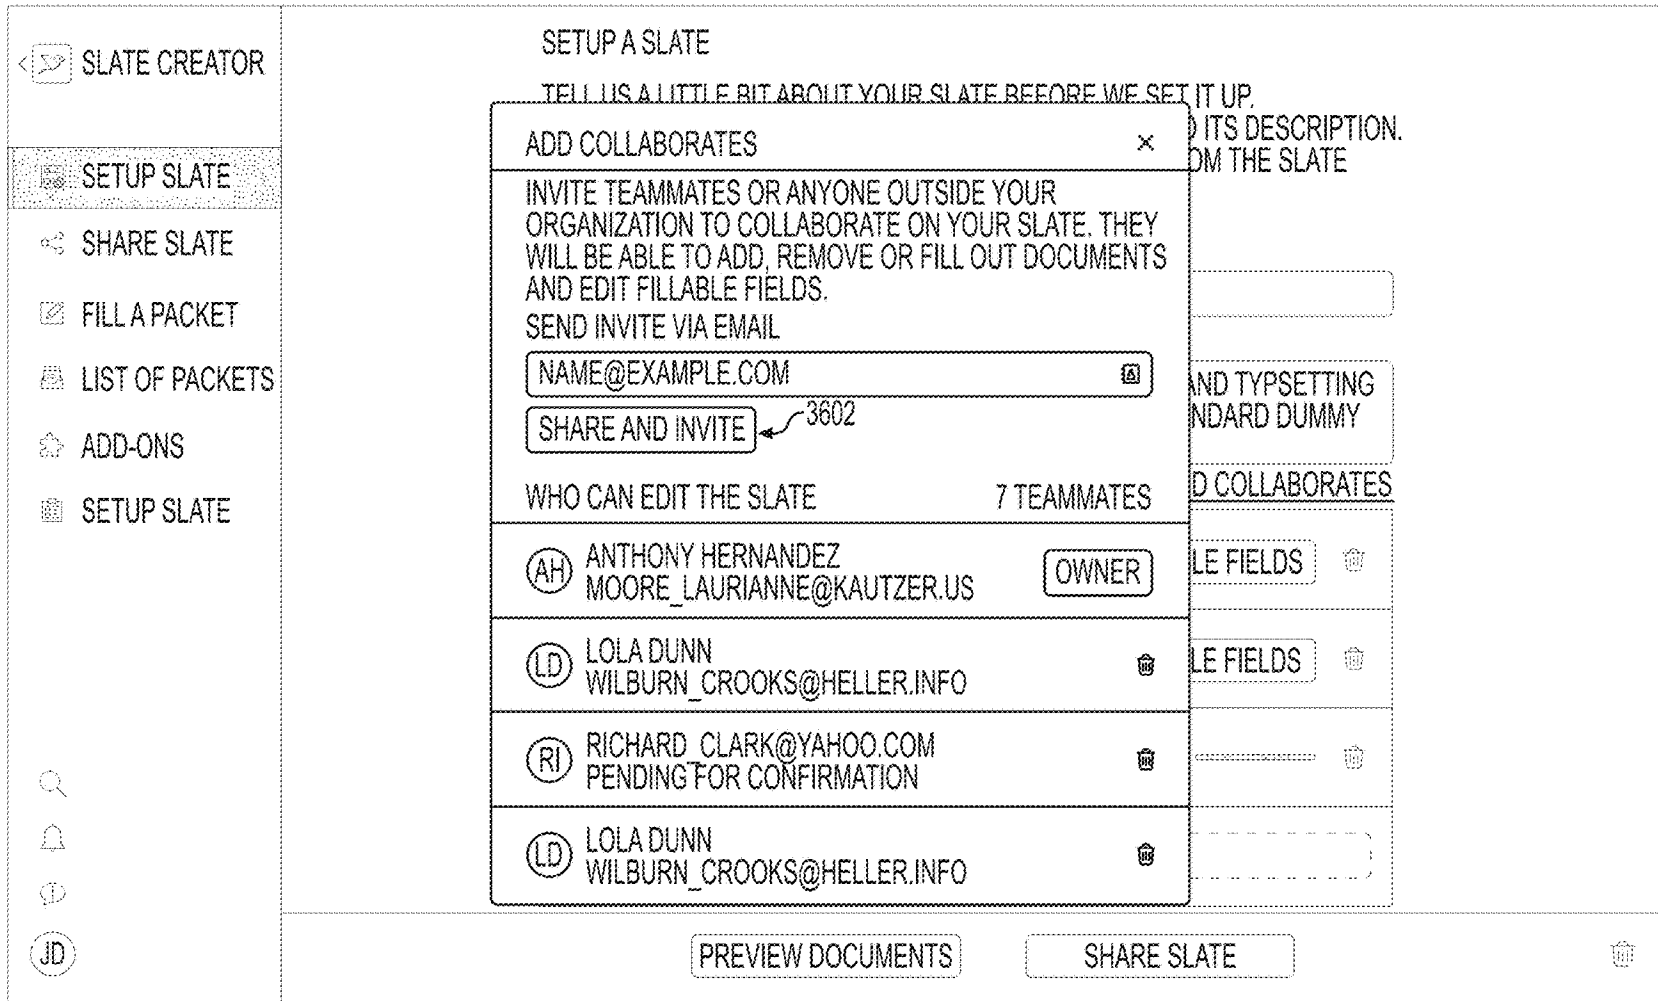 SLATE CREATOR
SETUP SLATE
SHARE SLATE
FILL A PACKET
LIST OF PACKETS
ADD-ONS
SETUP SLATE
JD
SETUP A SLATE
TELL US A LITTLE BIT ABOUT YOUR SLATE BEFORE WE SET IT UP.
ITS DESCRIPTION.
OM THE SLATE
ADD COLLABORATES
INVITE TEAMMATES OR ANYONE OUTSIDE YOUR
ORGANIZATION TO COLLABORATE ON YOUR SLATE. THEY
WILL BE ABLE TO ADD, REMOVE OR FILL OUT DOCUMENTS
AND EDIT FILLABLE FIELDS.
SEND INVITE VIA EMAIL
NAME@EXAMPLE.COM
SHARE AND INVITE
3602
WHO CAN EDIT THE SLATE 7 TEAMMATES
AH ANTHONY HERNANDEZ
MOORE_LAURIANNE@KAUTZER.US
OWNER
LD LOLA DUNN
WILBURN_CROOKS@HELLER.INFO
RI RICHARD_CLARK@YAHOO.COM
PENDING FOR CONFIRMATION
LD LOLA DUNN
WILBURN_CROOKS@HELLER.INFO
AND TYPSETTING
NDARD DUMMY
D COLLABORATES
LE FIELDS
LE FIELDS
PREVIEW DOCUMENTS
SHARE SLATE